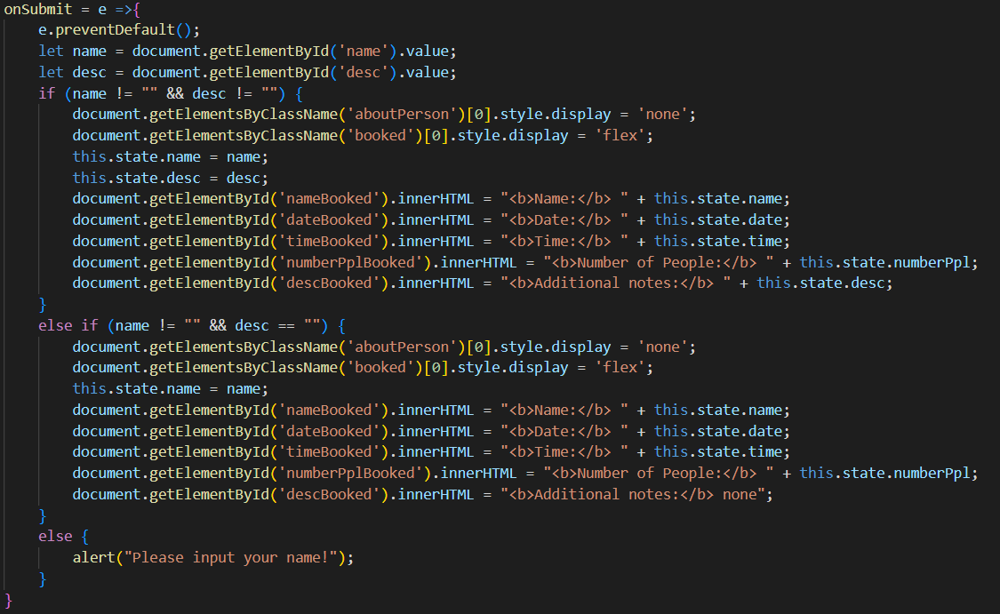 onSubmit = e =>{
    e.preventDefault();
    let name = document.getElementById('name').value;
    let desc = document.getElementById('desc').value;
    if (name != "" && desc != "") {
        document.getElementsByClassName('aboutPerson')[0].style.display = 'none';
        document.getElementsByClassName('booked')[0].style.display = 'flex';
        this.state.name = name;
        this.state.desc = desc;
        document.getElementById('nameBooked').innerHTML = "<b>Name:</b> " + this.state.name;
        document.getElementById('dateBooked').innerHTML = "<b>Date:</b> " + this.state.date;
        document.getElementById('timeBooked').innerHTML = "<b>Time:</b> " + this.state.time;
        document.getElementById('numberPplBooked').innerHTML = "<b>Number of People:</b> " + this.state.numberPpl;
        document.getElementById('descBooked').innerHTML = "<b>Additional notes:</b> " + this.state.desc;
    }
    else if (name != "" && desc == "") {
        document.getElementsByClassName('aboutPerson')[0].style.display = 'none';
        document.getElementsByClassName('booked')[0].style.display = 'flex';
        this.state.name = name;
        document.getElementById('nameBooked').innerHTML = "<b>Name:</b> " + this.state.name;
        document.getElementById('dateBooked').innerHTML = "<b>Date:</b> " + this.state.date;
        document.getElementById('timeBooked').innerHTML = "<b>Time:</b> " + this.state.time;
        document.getElementById('numberPplBooked').innerHTML = "<b>Number of People:</b> " + this.state.numberPpl;
        document.getElementById('descBooked').innerHTML = "<b>Additional notes:</b> none";
    }
    else {
        alert("Please input your name!");
    }
}